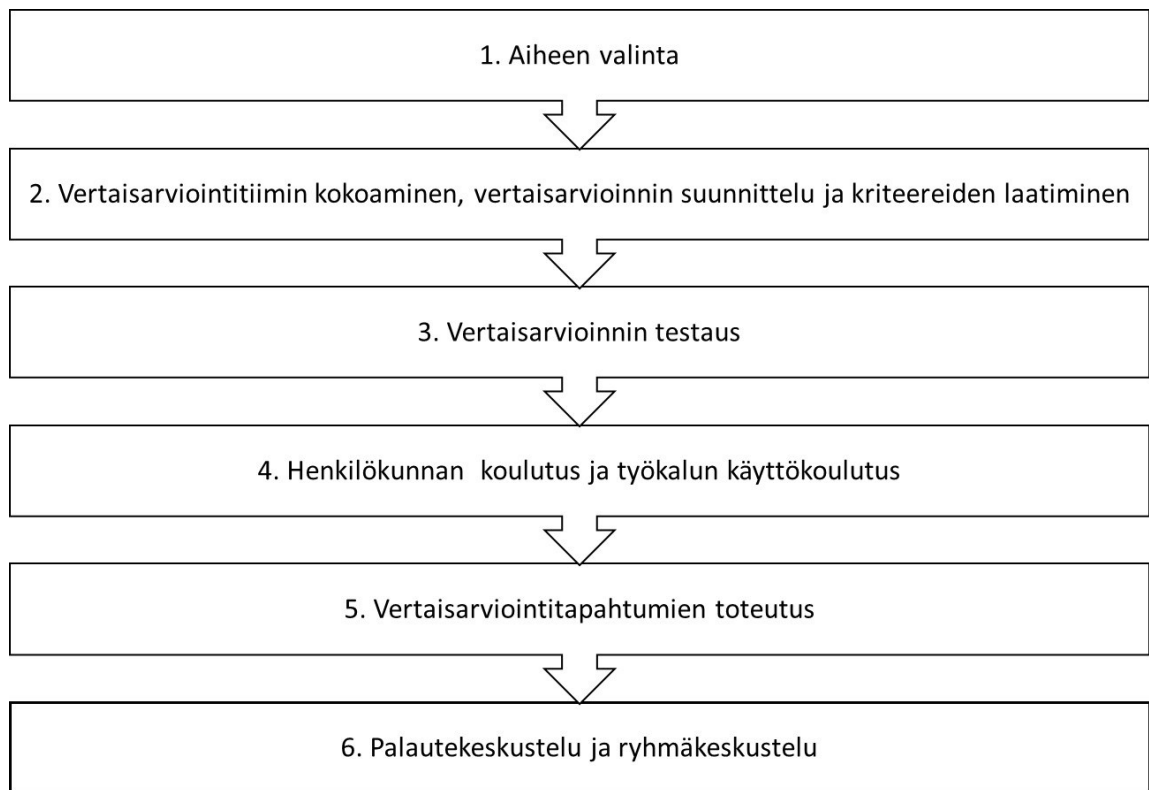 1. Aiheen valinta
2. Vertaisarviointitiimin kokoaminen, vertaisarvioinnin suunnittelu ja kriteereiden laatiminen
3. Vertaisarvioinnin testaus
4. Henkilökunnan koulutus ja työkalun käyttökoulutus
5. Vertaisarviointitapahtumien toteutus
6. Palautekeskustelu ja ryhmäkeskustelu